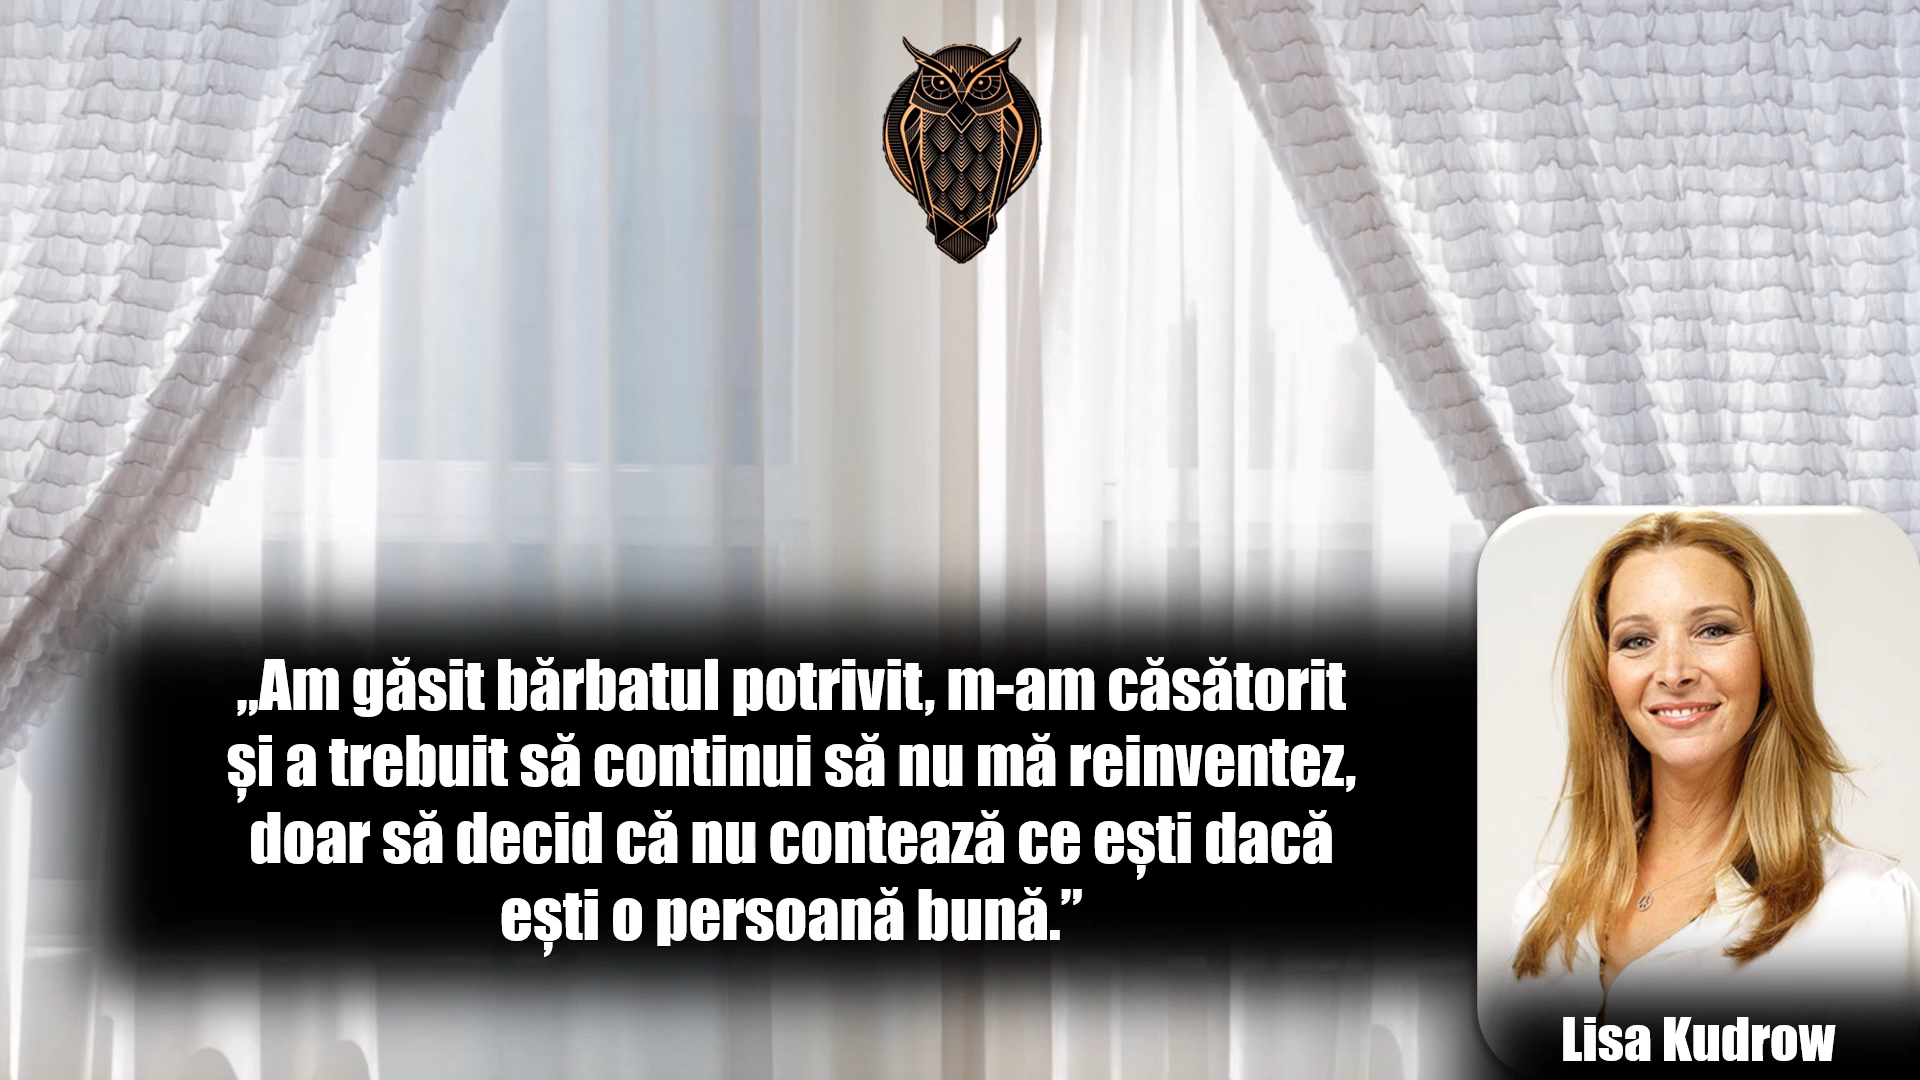 „Am găsit bărbatul potrivit, m-am căsătorit
și a trebuit să continui să nu mă reinventez,
doar să decid că nu contează ce ești dacă
ești o persoană bună.”
Lisa Kudrow